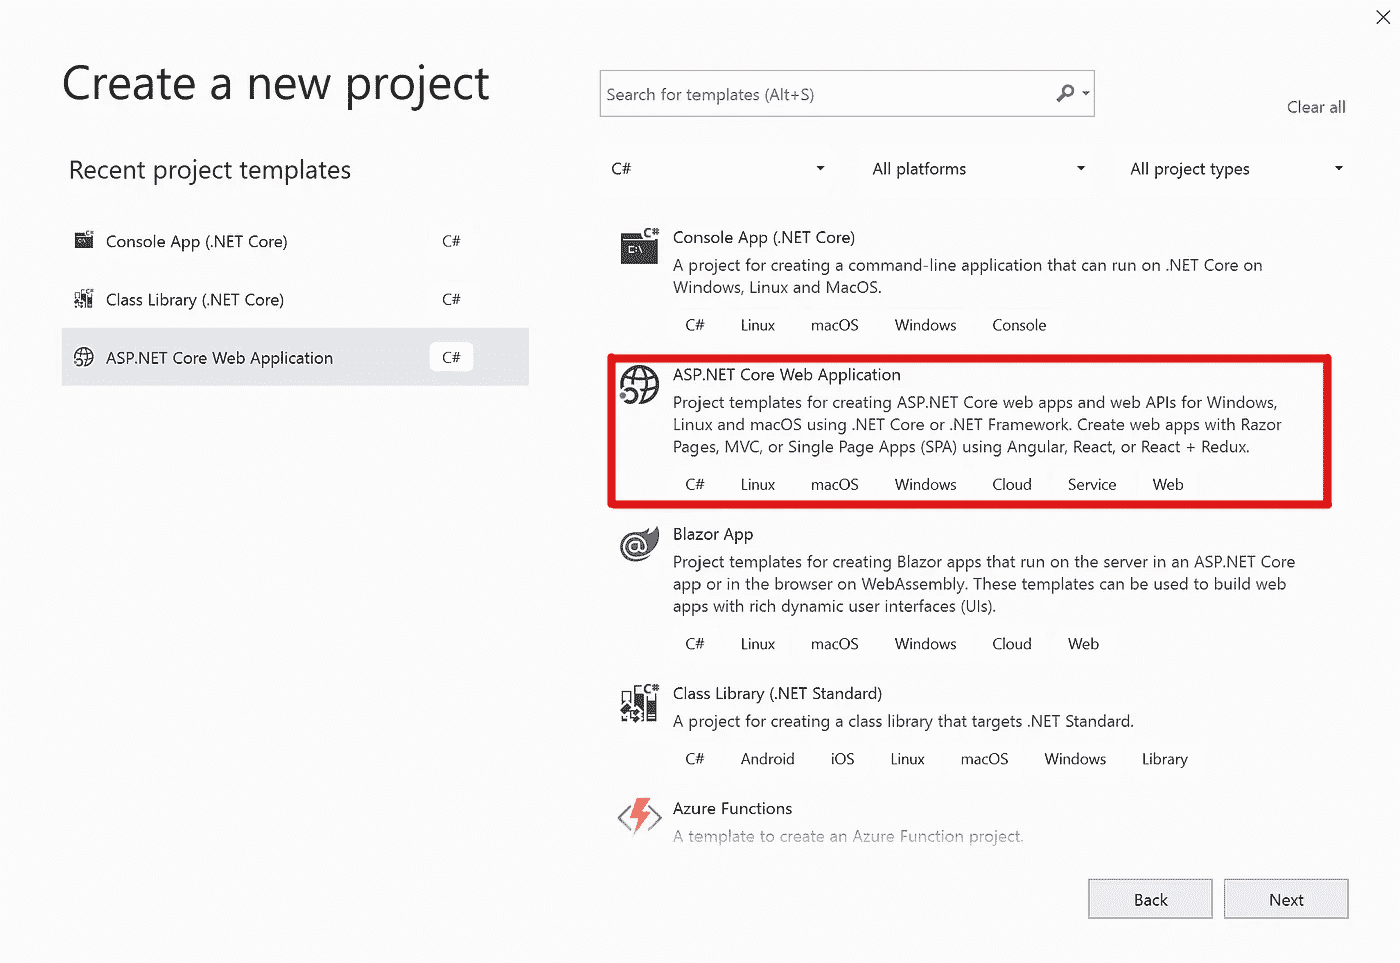 Create a new project
Search for templates (Alt+S)
Clear all
Recent project templates
C#
All platforms
All project types
Console App (.NET Core) C#
Class Library (.NET Core) C#
ASP.NET Core Web Application C#
Console App (.NET Core)
A project for creating a command-line application that can run on .NET Core on
Windows, Linux and MacOS.
C# Linux macOS Windows Console
ASP.NET Core Web Application
Project templates for creating ASP.NET Core web apps and web APIs for Windows,
Linux and macOS using .NET Core or .NET Framework. Create web apps with Razor
Pages, MVC, or Single Page Apps (SPA) using Angular, React, or React + Redux.
C# Linux macOS Windows Cloud Service Web
Blazor App
Project templates for creating Blazor apps that run on the server in an ASP.NET Core
app or in the browser on WebAssembly. These templates can be used to build web
apps with rich dynamic user interfaces (UIs).
C# Linux macOS Windows Cloud Web
Class Library (.NET Standard)
A project for creating a class library that targets .NET Standard.
C# Android iOS Linux macOS Windows Library
Azure Functions
A template to create an Azure Function project.
Back
Next